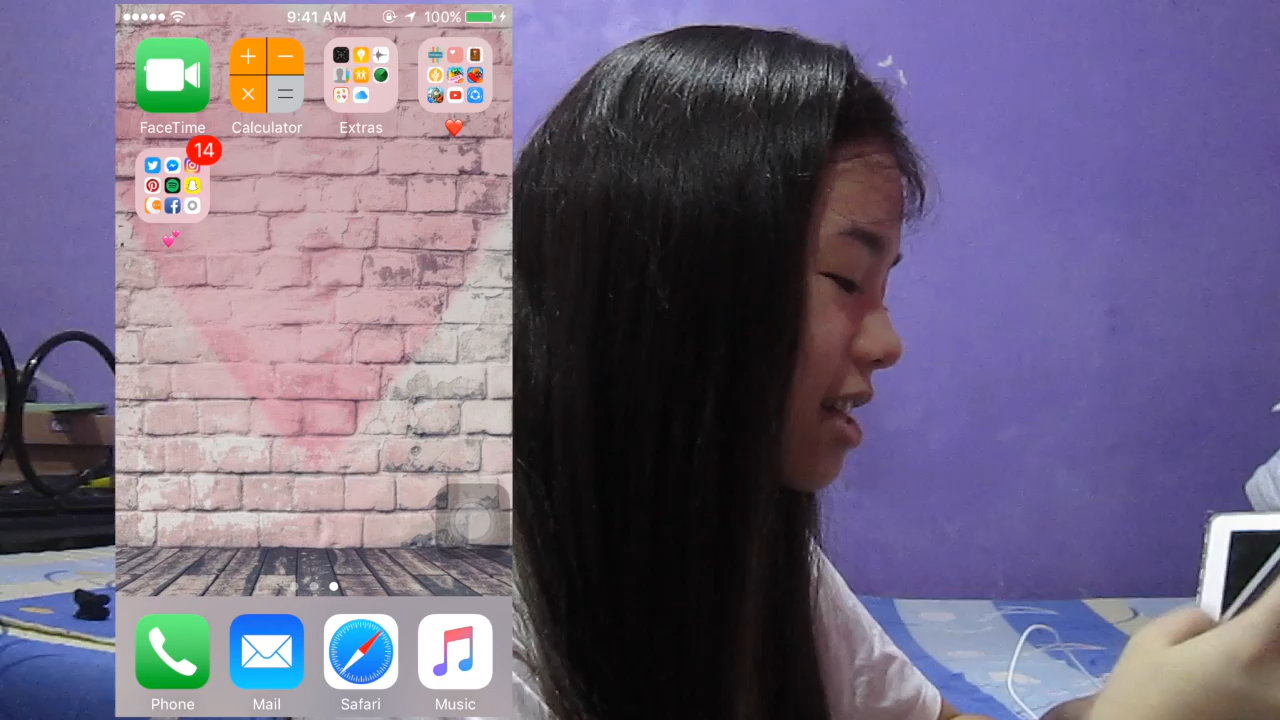 9:41 AM 100%
FaceTime Calculator Extras ❤️
14
💕
Phone Mail Safari Music